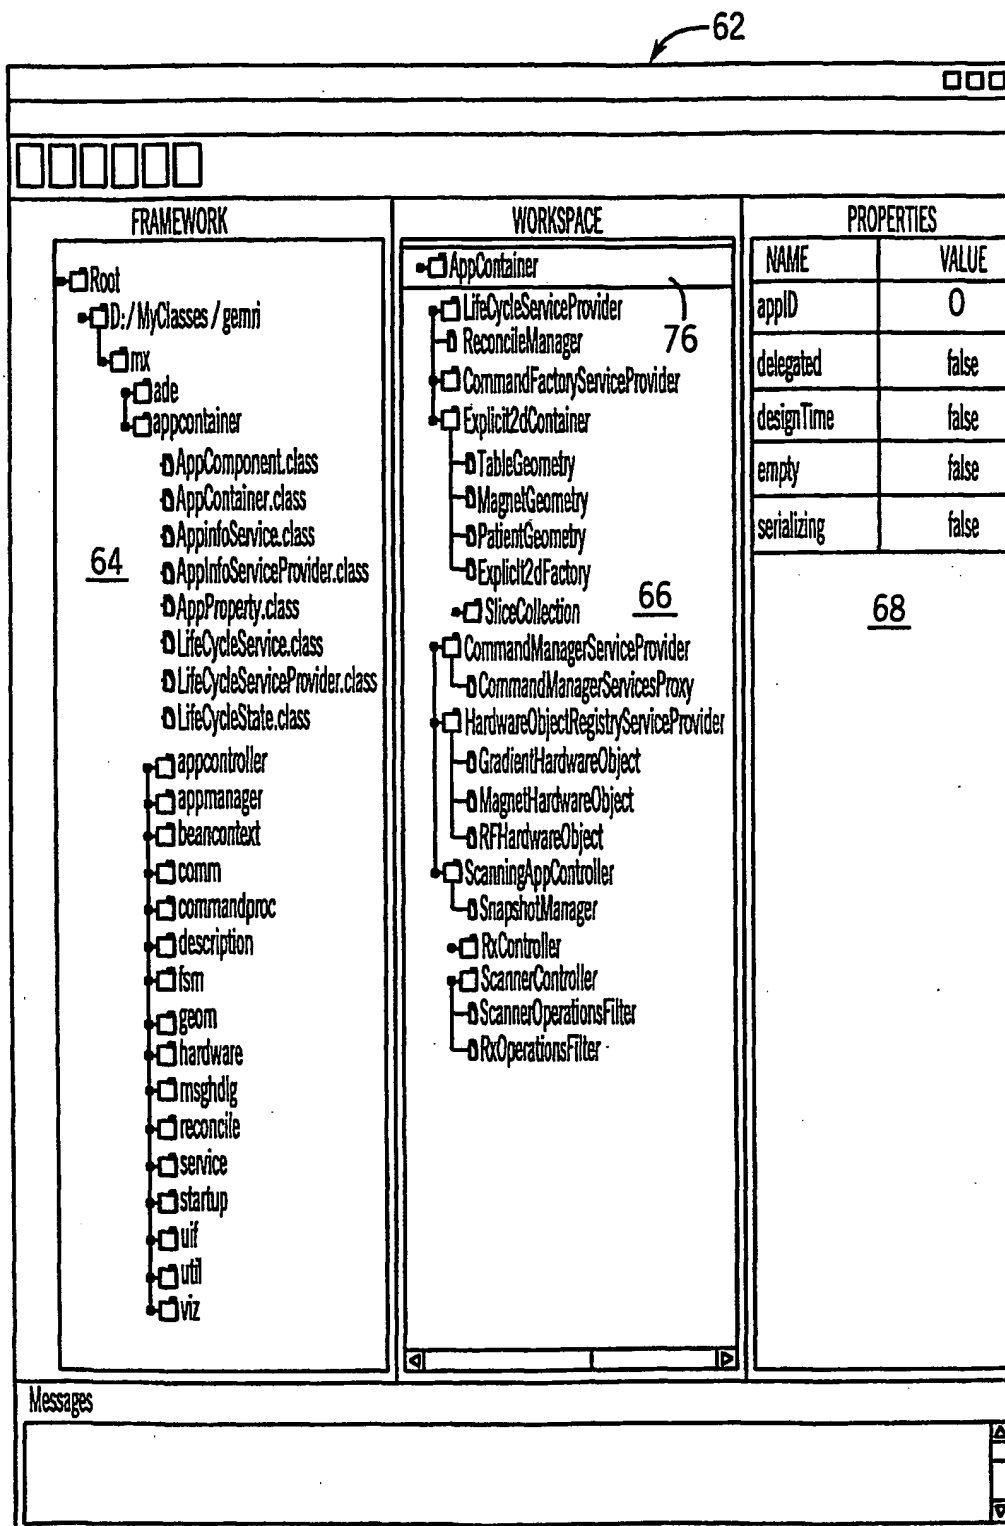 62
FRAMEWORK
Root
D:/MyClasses/gemri
mx
ade
appcontainer
AppComponent.class
AppContainer.class
AppinfoService.class
AppInfoServiceProvider.class
AppProperty.class
LifeCycleService.class
LifeCycleServiceProvider.class
LifeCycleState.class
64
appcontroller
appmanager
beancontext
comm
commandproc
description
fsm
geom
hardware
msghdlg
reconcile
service
startup
uif
util
viz
WORKSPACE
AppContainer
76
LifeCycleServiceProvider
ReconcileManager
CommandFactoryServiceProvider
Explicit2dContainer
TableGeometry
MagnetGeometry
PatientGeometry
Explicit2dFactory
66
SliceCollection
CommandManagerServiceProvider
CommandManagerServicesProxy
HardwareObjectRegistryServiceProvider
GradientHardwareObject
MagnetHardwareObject
RFHardwareObject
ScanningAppController
SnapshotManager
RxController
ScannerController
ScannerOperationsFilter
RxOperationsFilter
PROPERTIES
NAME VALUE
appID 0
delegated false
designTime false
empty false
serializing false
68
Messages